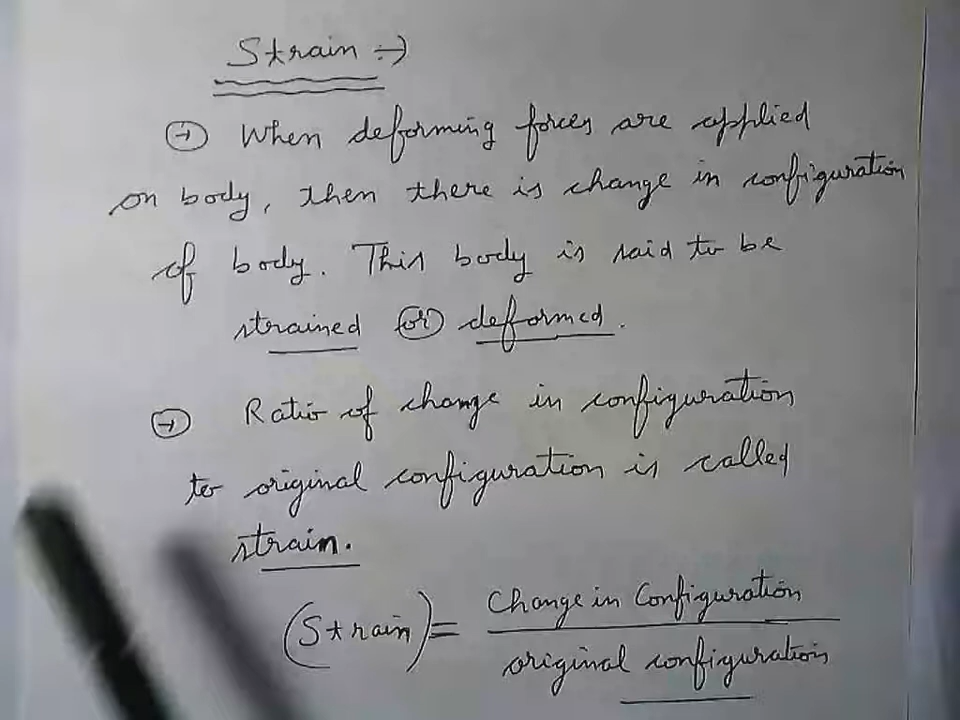 Strain →
→ When deforming forces are applied
on body, then there is change in configuration
of body. This body is said to be
strained or deformed.
→ Ratio of change in configuration
to original configuration is called
strain.
(Strain) = Change in Configuration
original configuration